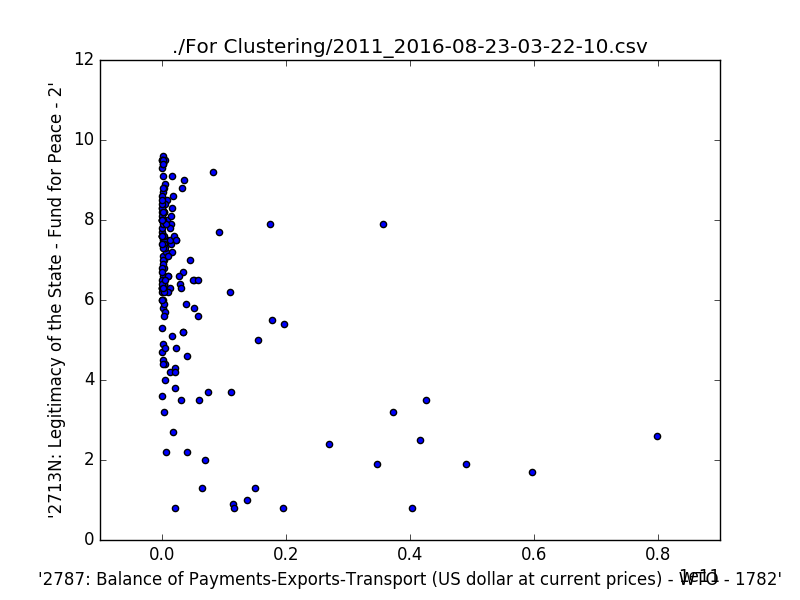 ./For Clustering/2011_2016-08-23-03-22-10.csv
'2713N: Legitimacy of the State - Fund for Peace - 2'
12
10
8
6
4
2
0
0.0 0.2 0.4 0.6 0.8
1e11
'2787: Balance of Payments-Exports-Transport (US dollar at current prices) - WTO - 1782'